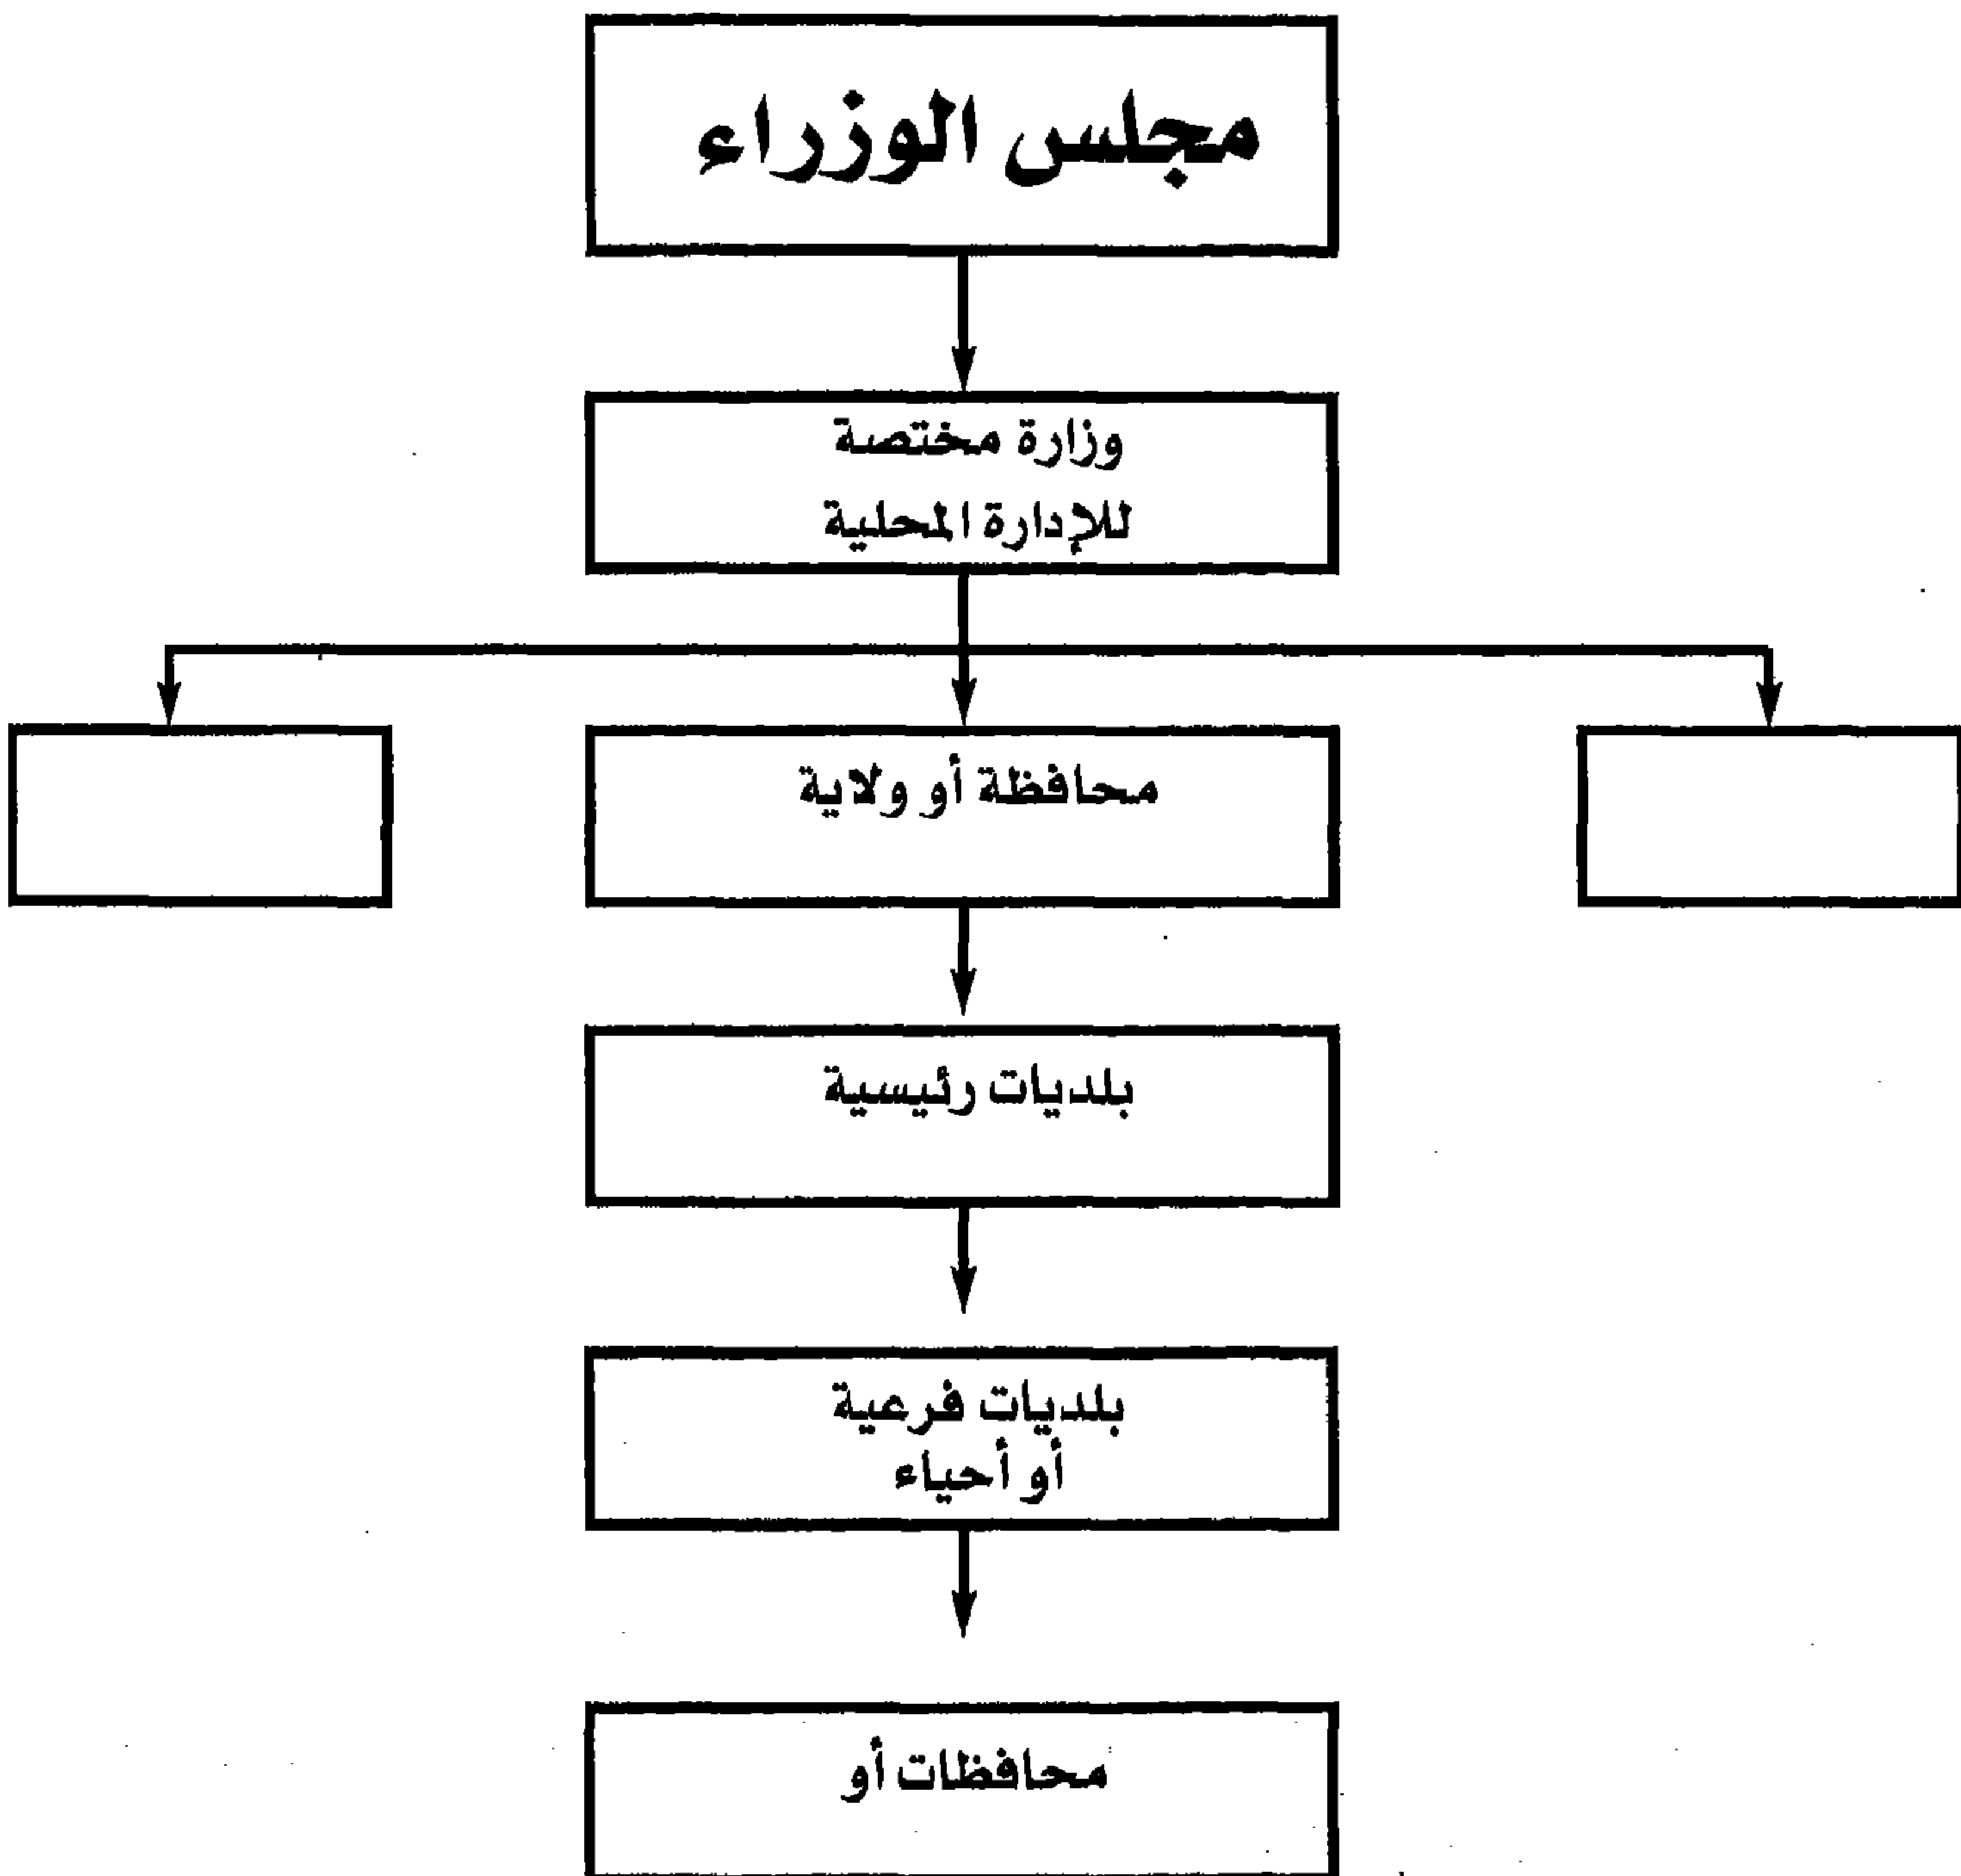 مجلس الوزراء
وزارة مختصة
للإدارة المحلية
محافظة أو ولاية
بلديات رئيسية
بلديات فرعية
أو أحياء
محافظات أو